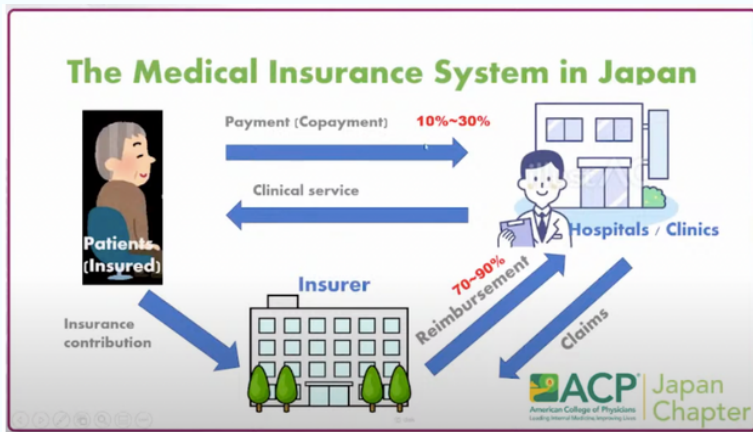 The Medical Insurance System in Japan
Payment (Copayment) 10%~30%
Clinical service
Patients
(Insured)
Hospitals / Clinics
Insurer
70~90%
Reimbursement
Claims
Insurance
contribution
ACP
American College of Physicians
Leading Internal Medicine, Improving Lives
Japan
Chapter